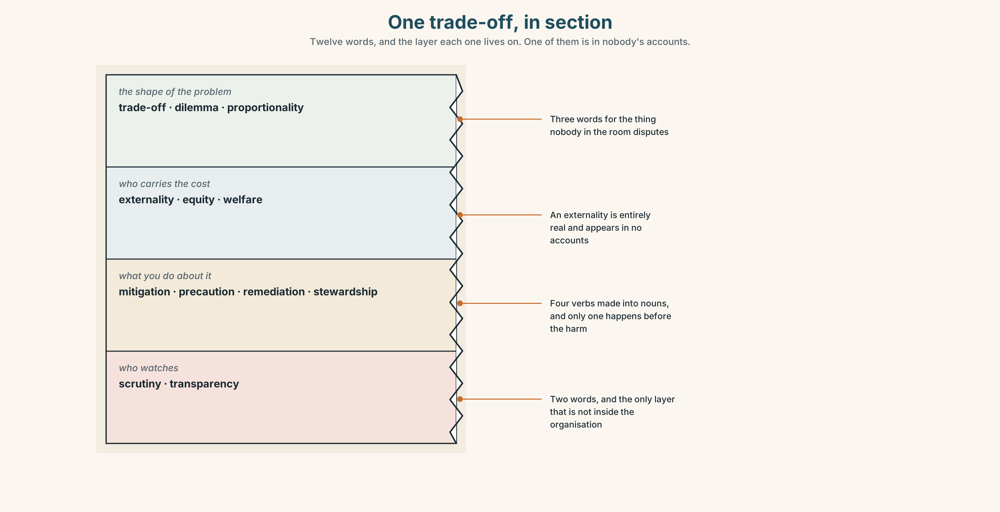 One trade-off, in section
Twelve words, and the layer each one lives on. One of them is in nobody's accounts.
the shape of the problem
trade-off · dilemma · proportionality
Three words for the thing
nobody in the room disputes
who carries the cost
externality · equity · welfare
An externality is entirely
real and appears in no
accounts
what you do about it
mitigation · precaution · remediation · stewardship
Four verbs made into nouns,
and only one happens before
the harm
who watches
scrutiny · transparency
Two words, and the only layer
that is not inside the
organisation